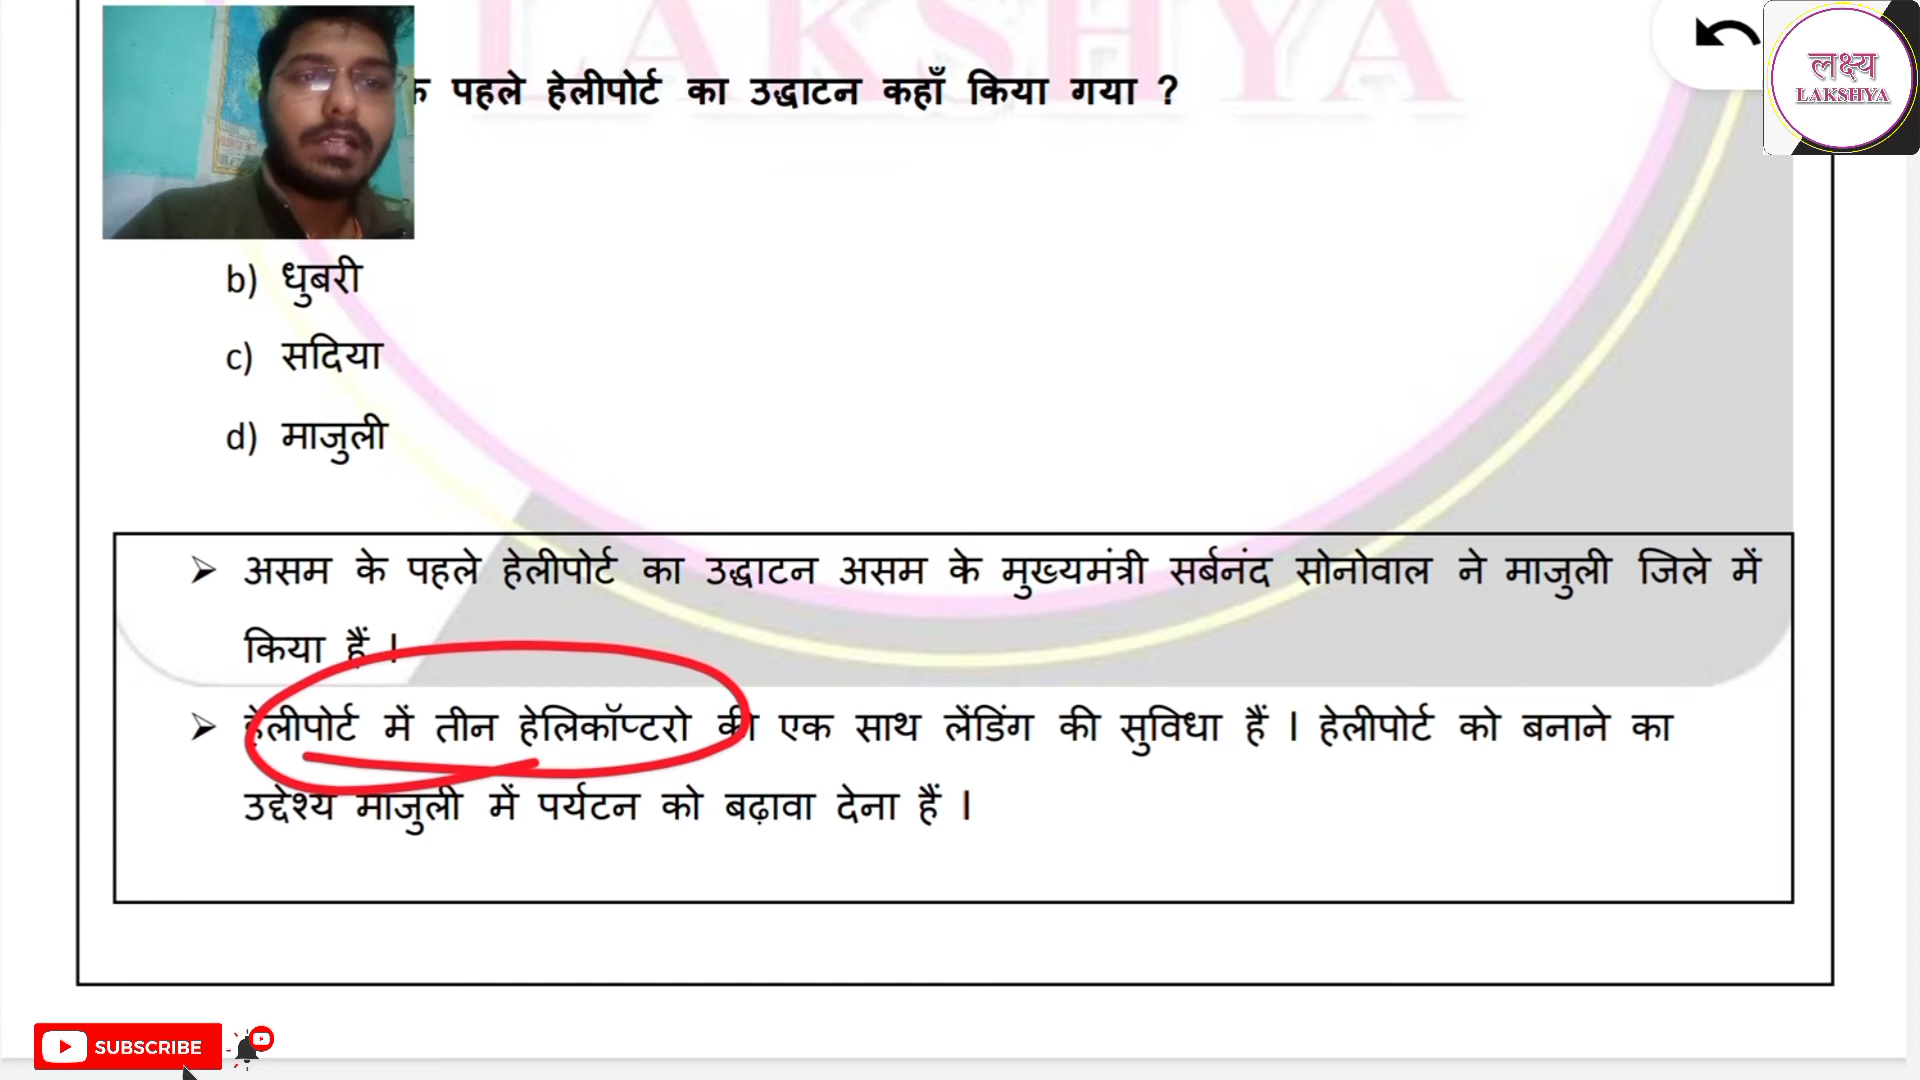 LAKSHYA
लक्ष्य
LAKSHYA
पहले हेलीपोर्ट का उद्घाटन कहाँ किया गया ?
b) धुबरी
c) सदिया
d) माजुली
➢ असम के पहले हेलीपोर्ट का उद्घाटन असम के मुख्यमंत्री सर्बनंद सोनोवाल ने माजुली जिले में
किया हैं ।
➢ हेलीपोर्ट में तीन हेलिकॉप्टरो की एक साथ लेंडिंग की सुविधा हैं । हेलीपोर्ट को बनाने का
उद्देश्य माजुली में पर्यटन को बढ़ावा देना हैं ।
SUBSCRIBE